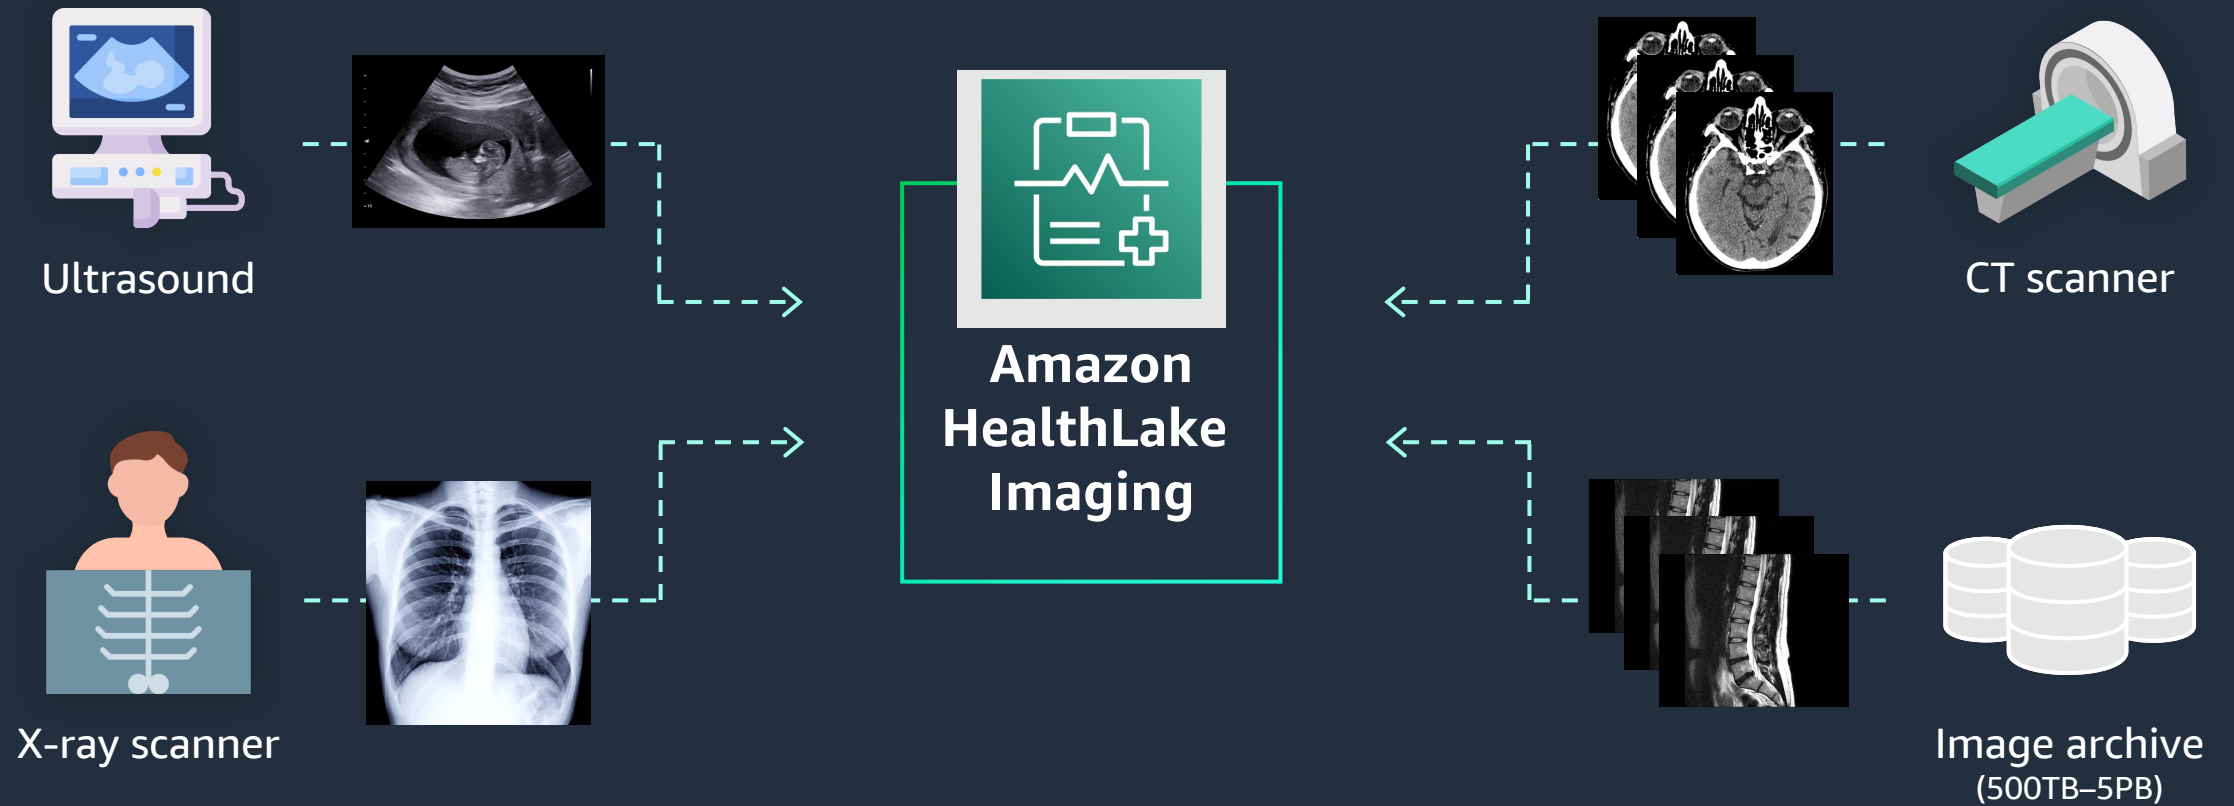 Ultrasound
CT scanner
Amazon
HealthLake
Imaging
X-ray scanner
Image archive
(500TB–5PB)